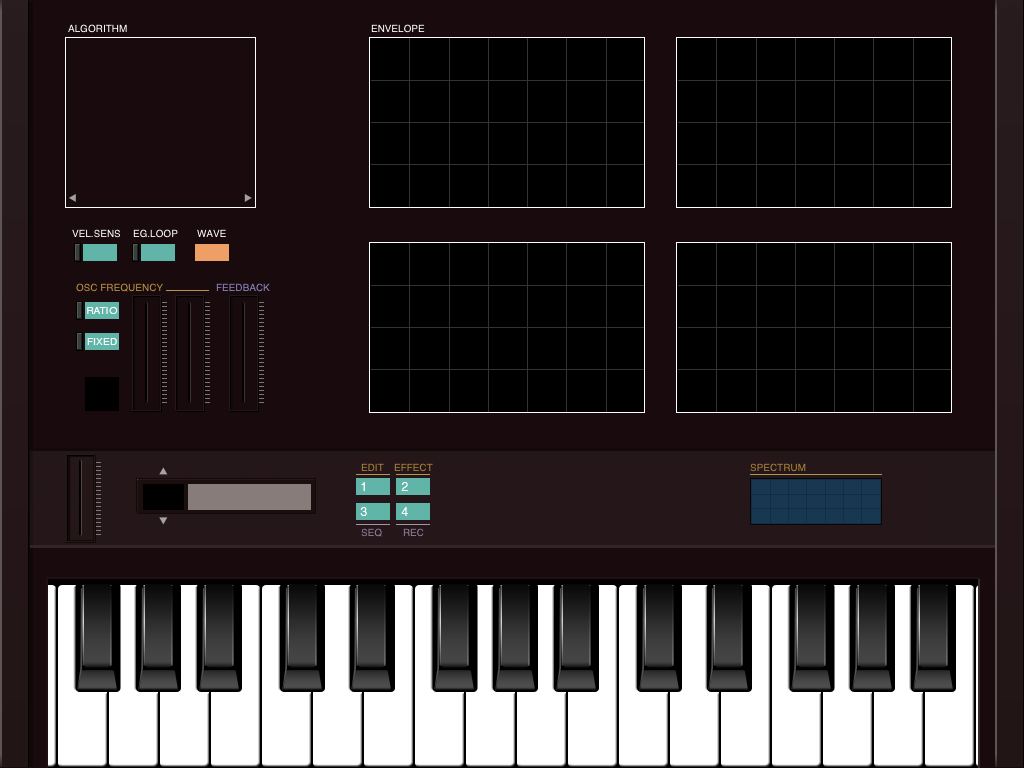 ALGORITHM
ENVELOPE
VEL.SENS EG.LOOP WAVE
OSC FREQUENCY FEEDBACK
RATIO
FIXED
EDIT EFFECT
1 2
3 4
SEQ REC
SPECTRUM